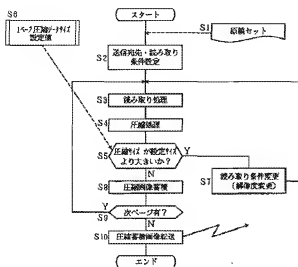 スタート
S1
原稿セット
S2
送信宛先・読み取り
条件設定
S6
1ページ圧縮データサイズ
設定値
S3
読み取り処理
S4
圧縮処理
S5
圧縮サイズが設定サイズ
より大きいか?
Y
N
S7
読み取り条件変更
(解像度変更)
S8
圧縮画像蓄積
Y
S9
次ページ有?
N
S10
圧縮蓄積画像伝送
エンド